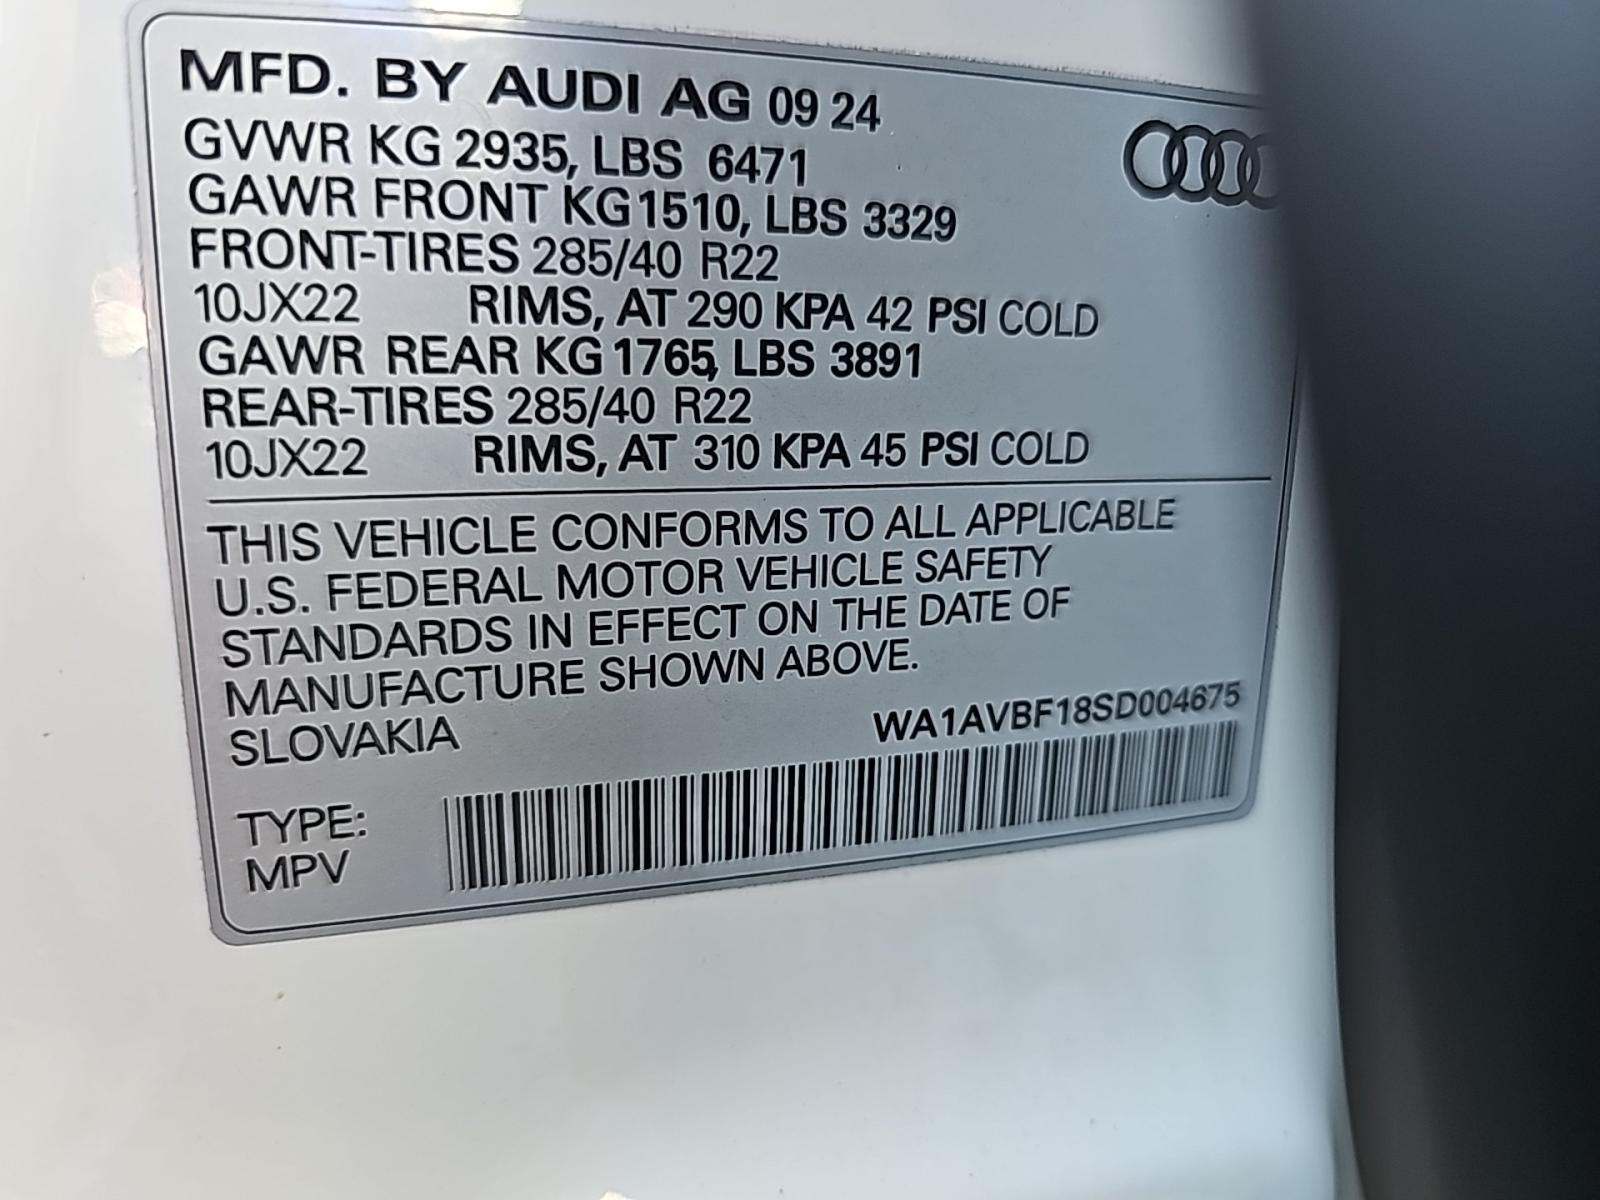 MFD. BY AUDI AG 09 24
GVWR KG 2935, LBS 6471
GAWR FRONT KG 1510, LBS 3329
FRONT-TIRES 285/40 R22
10JX22 RIMS, AT 290 KPA 42 PSI COLD
GAWR REAR KG 1765, LBS 3891
REAR-TIRES 285/40 R22
10JX22 RIMS, AT 310 KPA 45 PSI COLD
THIS VEHICLE CONFORMS TO ALL APPLICABLE
U.S. FEDERAL MOTOR VEHICLE SAFETY
STANDARDS IN EFFECT ON THE DATE OF
MANUFACTURE SHOWN ABOVE.
SLOVAKIA WA1AVBF18SD004675
TYPE:
MPV